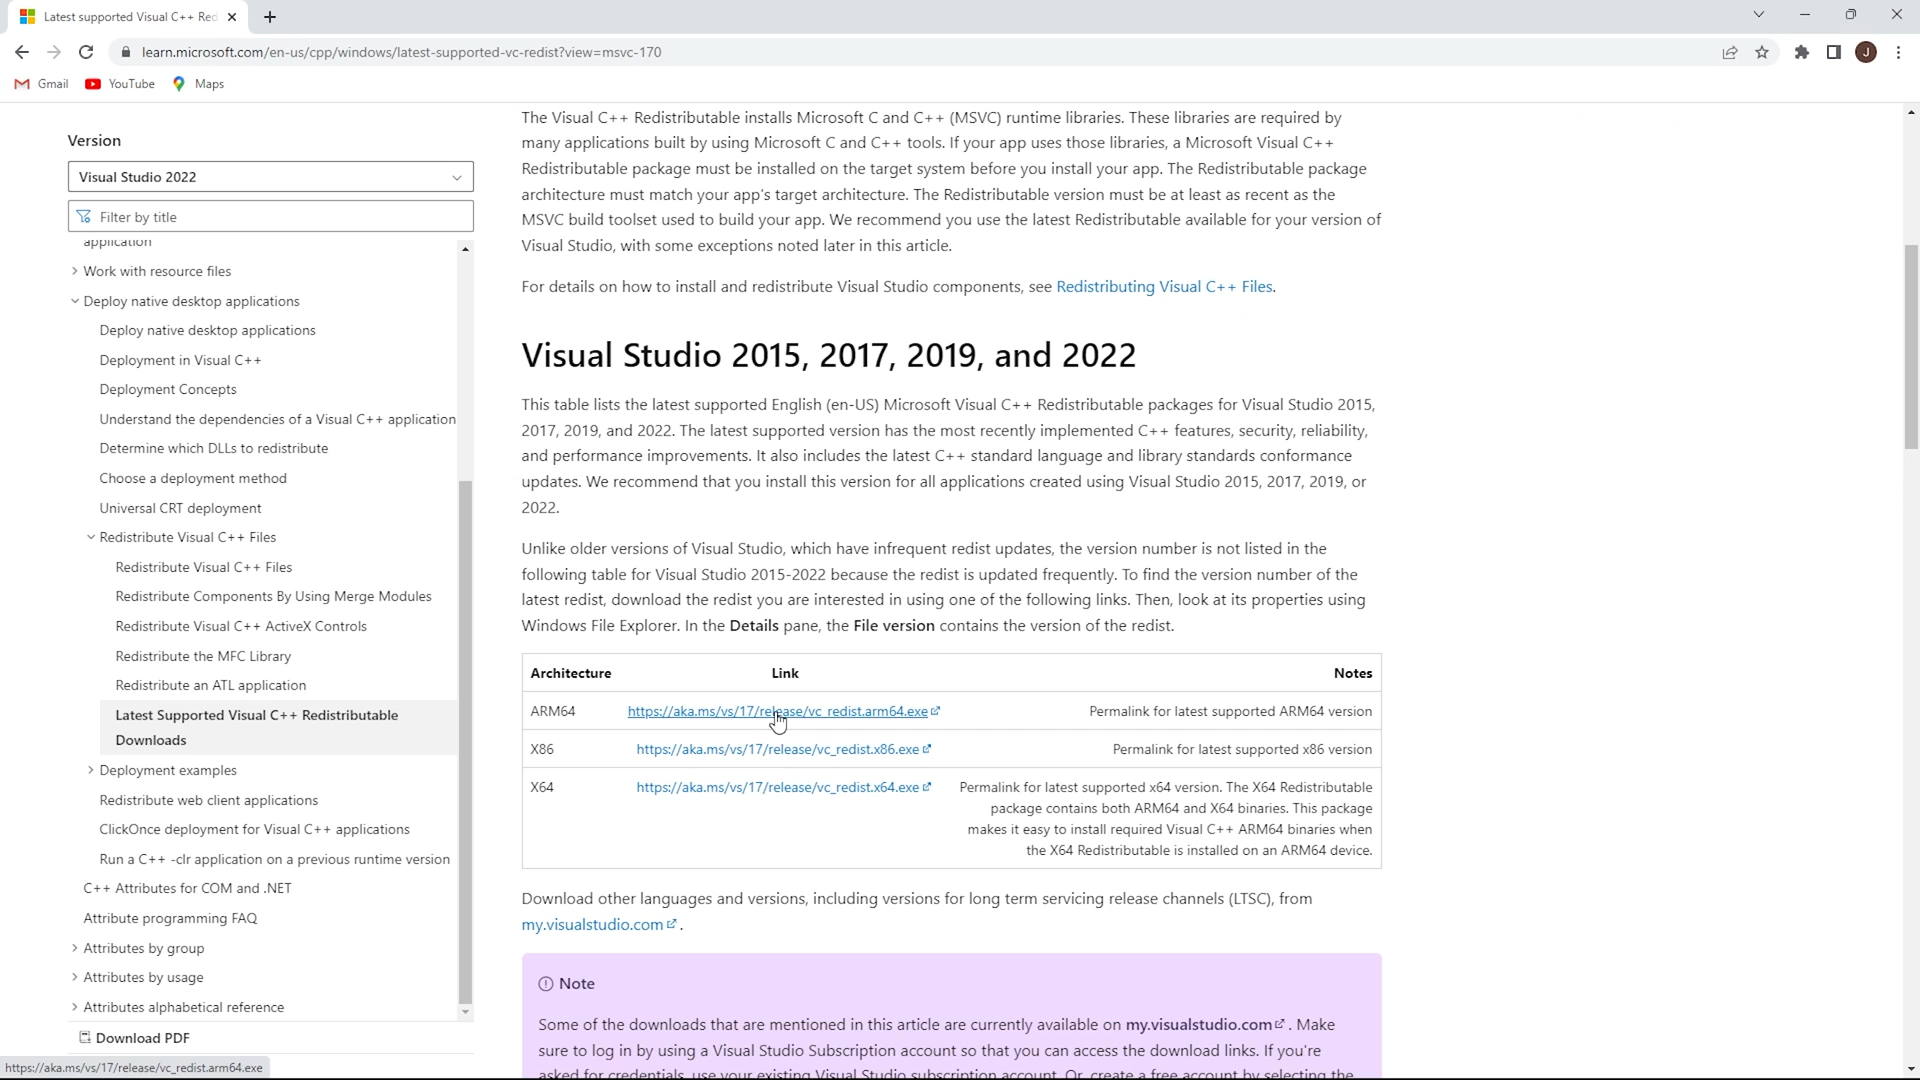 Latest supported Visual C++ Red
learn.microsoft.com/en-us/cpp/windows/latest-supported-vc-redist?view=msvc-170
J
Gmail
YouTube
Maps
Version
Visual Studio 2022
Filter by title
application
Work with resource files
Deploy native desktop applications
Deploy native desktop applications
Deployment in Visual C++
Deployment Concepts
Understand the dependencies of a Visual C++ application
Determine which DLLs to redistribute
Choose a deployment method
Universal CRT deployment
Redistribute Visual C++ Files
Redistribute Visual C++ Files
Redistribute Components By Using Merge Modules
Redistribute Visual C++ ActiveX Controls
Redistribute the MFC Library
Redistribute an ATL application
Latest Supported Visual C++ Redistributable
Downloads
Deployment examples
Redistribute web client applications
ClickOnce deployment for Visual C++ applications
Run a C++ -clr application on a previous runtime version
C++ Attributes for COM and .NET
Attribute programming FAQ
Attributes by group
Attributes by usage
Attributes alphabetical reference
Download PDF
https://aka.ms/vs/17/release/vc_redist.arm64.exe
The Visual C++ Redistributable installs Microsoft C and C++ (MSVC) runtime libraries. These libraries are required by
many applications built by using Microsoft C and C++ tools. If your app uses those libraries, a Microsoft Visual C++
Redistributable package must be installed on the target system before you install your app. The Redistributable package
architecture must match your app's target architecture. The Redistributable version must be at least as recent as the
MSVC build toolset used to build your app. We recommend you use the latest Redistributable available for your version of
Visual Studio, with some exceptions noted later in this article.
For details on how to install and redistribute Visual Studio components, see Redistributing Visual C++ Files.
Visual Studio 2015, 2017, 2019, and 2022
This table lists the latest supported English (en-US) Microsoft Visual C++ Redistributable packages for Visual Studio 2015,
2017, 2019, and 2022. The latest supported version has the most recently implemented C++ features, security, reliability,
and performance improvements. It also includes the latest C++ standard language and library standards conformance
updates. We recommend that you install this version for all applications created using Visual Studio 2015, 2017, 2019, or
2022.
Unlike older versions of Visual Studio, which have infrequent redist updates, the version number is not listed in the
following table for Visual Studio 2015-2022 because the redist is updated frequently. To find the version number of the
latest redist, download the redist you are interested in using one of the following links. Then, look at its properties using
Windows File Explorer. In the Details pane, the File version contains the version of the redist.
Architecture Link Notes
ARM64 https://aka.ms/vs/17/release/vc_redist.arm64.exe Permalink for latest supported ARM64 version
X86 https://aka.ms/vs/17/release/vc_redist.x86.exe Permalink for latest supported x86 version
X64 https://aka.ms/vs/17/release/vc_redist.x64.exe Permalink for latest supported x64 version. The X64 Redistributable
package contains both ARM64 and X64 binaries. This package
makes it easy to install required Visual C++ ARM64 binaries when
the X64 Redistributable is installed on an ARM64 device.
Download other languages and versions, including versions for long term servicing release channels (LTSC), from
my.visualstudio.com.
Note
Some of the downloads that are mentioned in this article are currently available on my.visualstudio.com. Make
sure to log in by using a Visual Studio Subscription account so that you can access the download links. If you're
asked for credentials, use your existing Visual Studio subscription account. Or, create a free account by selecting the